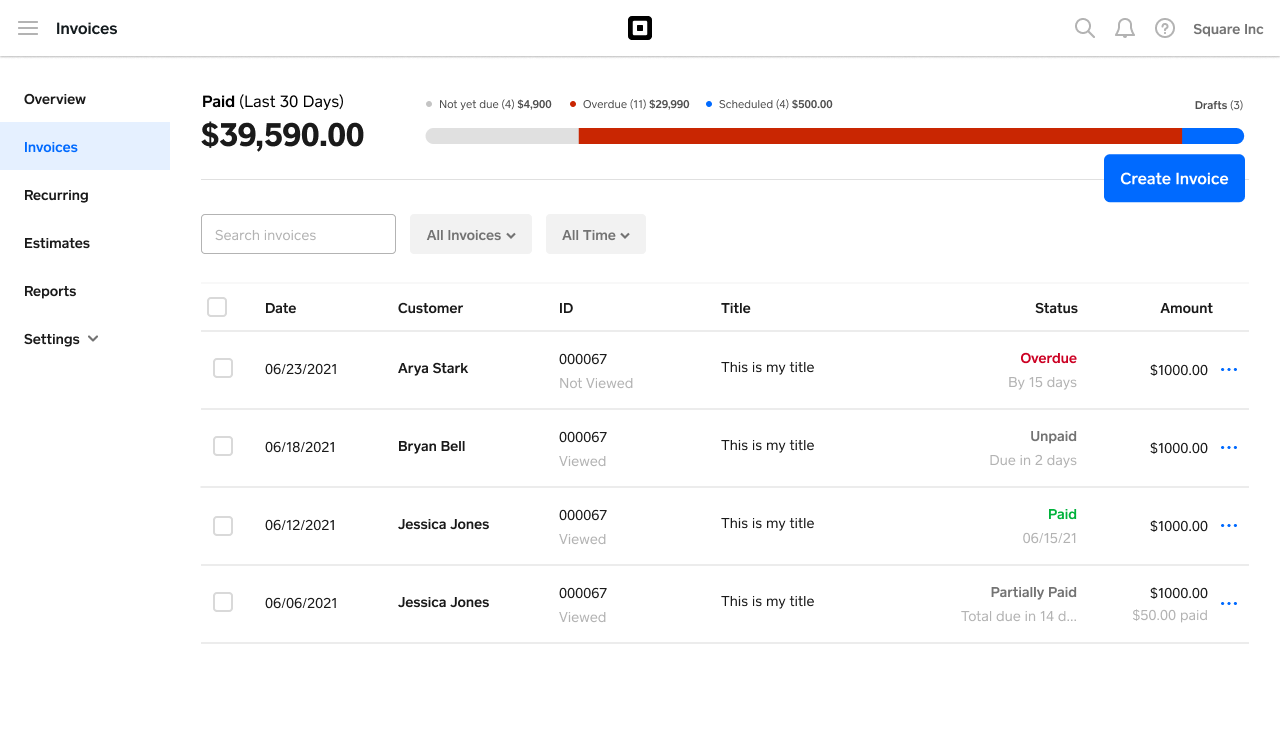 Invoices
Square Inc
Overview
Invoices
Recurring
Estimates
Reports
Settings
Paid (Last 30 Days)
$39,590.00
Not yet due (4) $4,900 Overdue (11) $29,990 Scheduled (4) $500.00 Drafts (3)
Create Invoice
Search invoices All Invoices All Time
Date Customer ID Title Status Amount
06/23/2021 Arya Stark 000067 This is my title Overdue $1000.00
Not Viewed By 15 days
06/18/2021 Bryan Bell 000067 This is my title Unpaid $1000.00
Viewed Due in 2 days
06/12/2021 Jessica Jones 000067 This is my title Paid $1000.00
Viewed 06/15/21
06/06/2021 Jessica Jones 000067 This is my title Partially Paid $1000.00
Viewed Total due in 14 d... $50.00 paid